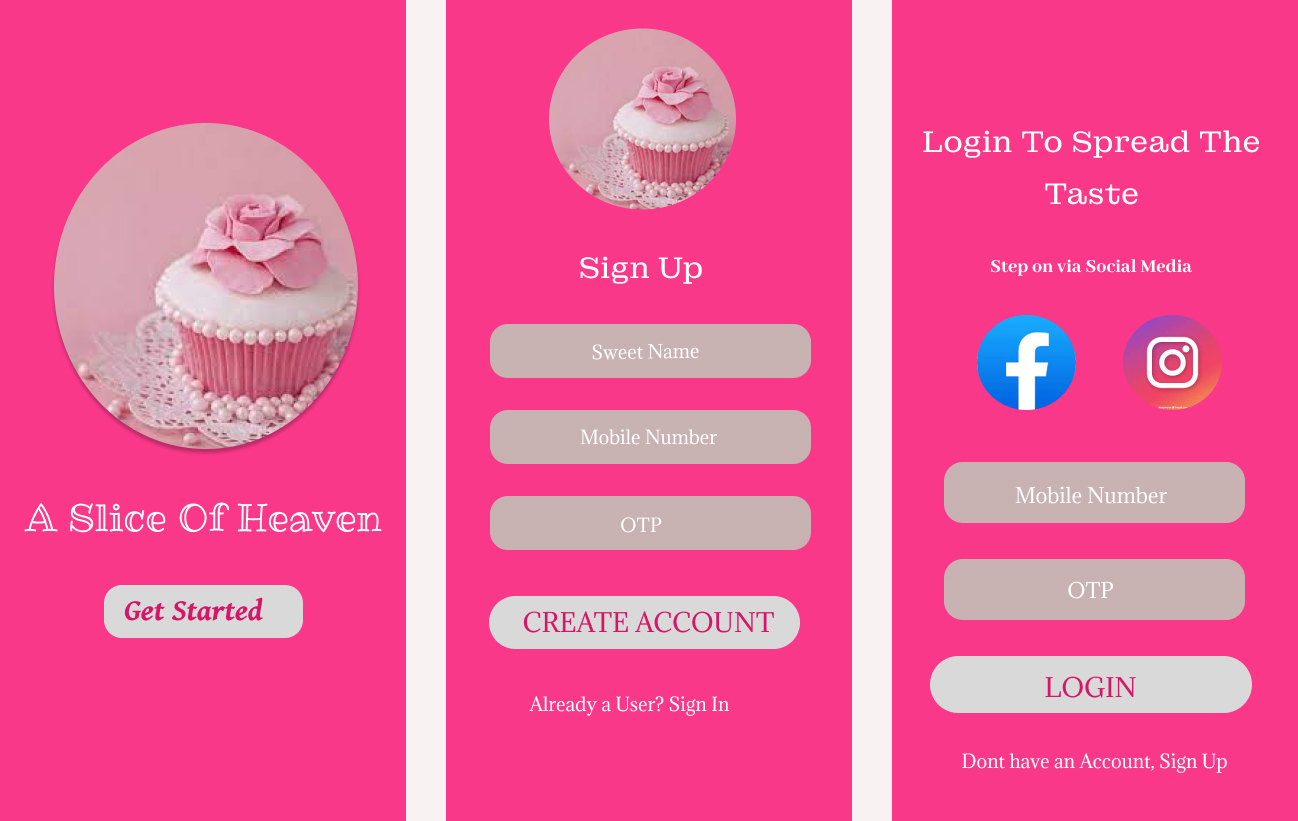 A Slice Of Heaven
Get Started
Sign Up
Sweet Name
Mobile Number
OTP
CREATE ACCOUNT
Already a User? Sign In
Login To Spread The
Taste
Step on via Social Media
Mobile Number
OTP
LOGIN
Dont have an Account, Sign Up